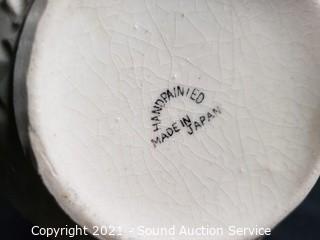 HANDPAINTED
MADE IN
JAPAN
Copyright 2021 - Sound Auction Service